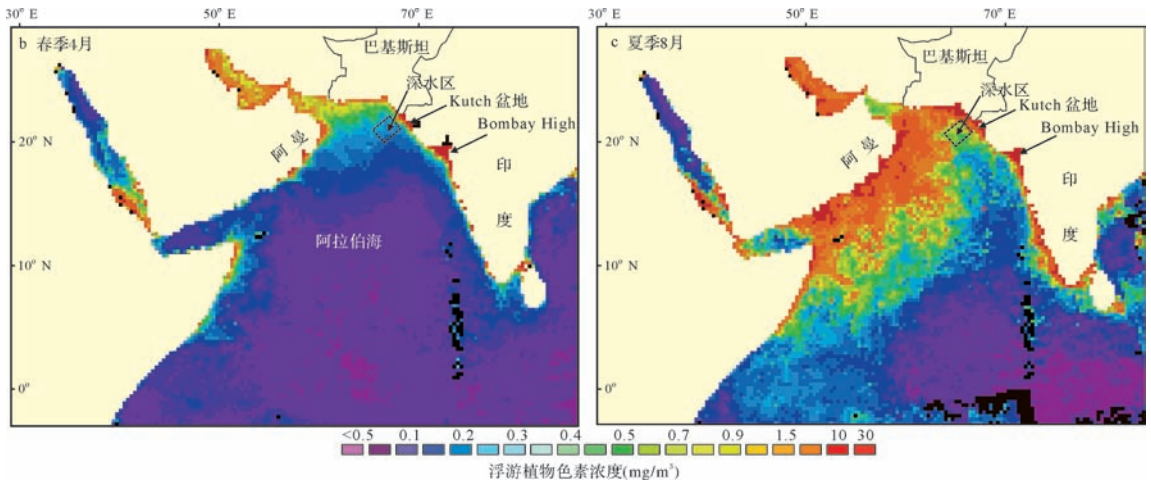 30° E 50° E 70° E
b 春季4月
巴基斯坦
深水区
Kutch 盆地
Bombay High
20° N
阿曼
印度
阿拉伯海
10° N
0°
30° E 50° E 70° E
c 夏季8月
巴基斯坦
深水区
Kutch 盆地
Bombay High
20° N
阿曼
印度
10° N
0°
<0.5 0.1 0.2 0.3 0.4 0.5 0.7 0.9 1.5 10 30
浮游植物色素浓度(mg/m³)